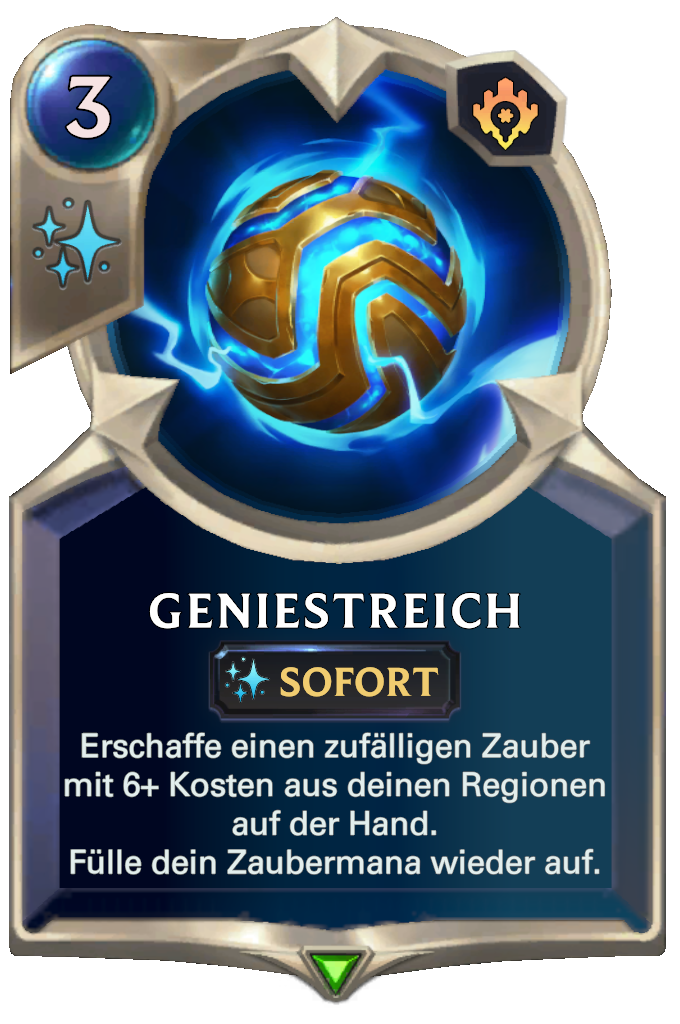 3
GENIESTREICH
SOFORT
Erschaffe einen zufälligen Zauber
mit 6+ Kosten aus deinen Regionen
auf der Hand.
Fülle dein Zaubermana wieder auf.